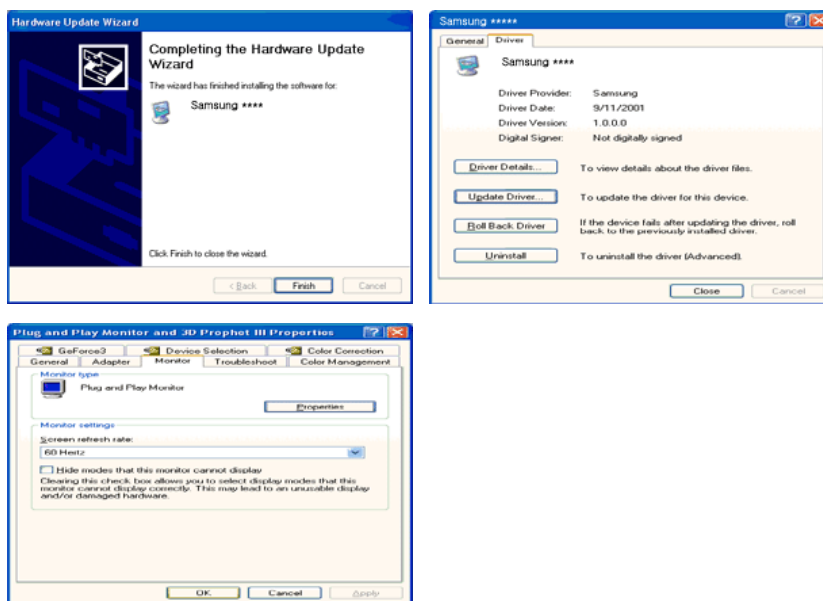 Hardware Update Wizard
Completing the Hardware Update
Wizard
The wizard has finished installing the software for:
Samsung ****
Click Finish to close the wizard.
< Back
Finish
Cancel
Samsung *****
General
Driver
Samsung ****
Driver Provider: Samsung
Driver Date: 9/11/2001
Driver Version: 1.0.0.0
Digital Signer: Not digitally signed
Driver Details... To view details about the driver files.
Update Driver... To update the driver for this device.
Roll Back Driver If the device fails after updating the driver, roll
back to the previously installed driver.
Uninstall To uninstall the driver (Advanced).
Close
Cancel
Plug and Play Monitor and 3D Prophet III Properties
GeForce3
Device Selection
Color Correction
General
Adapter
Monitor
Troubleshoot
Color Management
Monitor type
Plug and Play Monitor
Properties
Monitor settings
Screen refresh rate:
60 Hertz
Hide modes that this monitor cannot display
Clearing this check box allows you to select display modes that this
monitor cannot display correctly. This may lead to an unusable display
and/or damaged hardware.
OK
Cancel
Apply